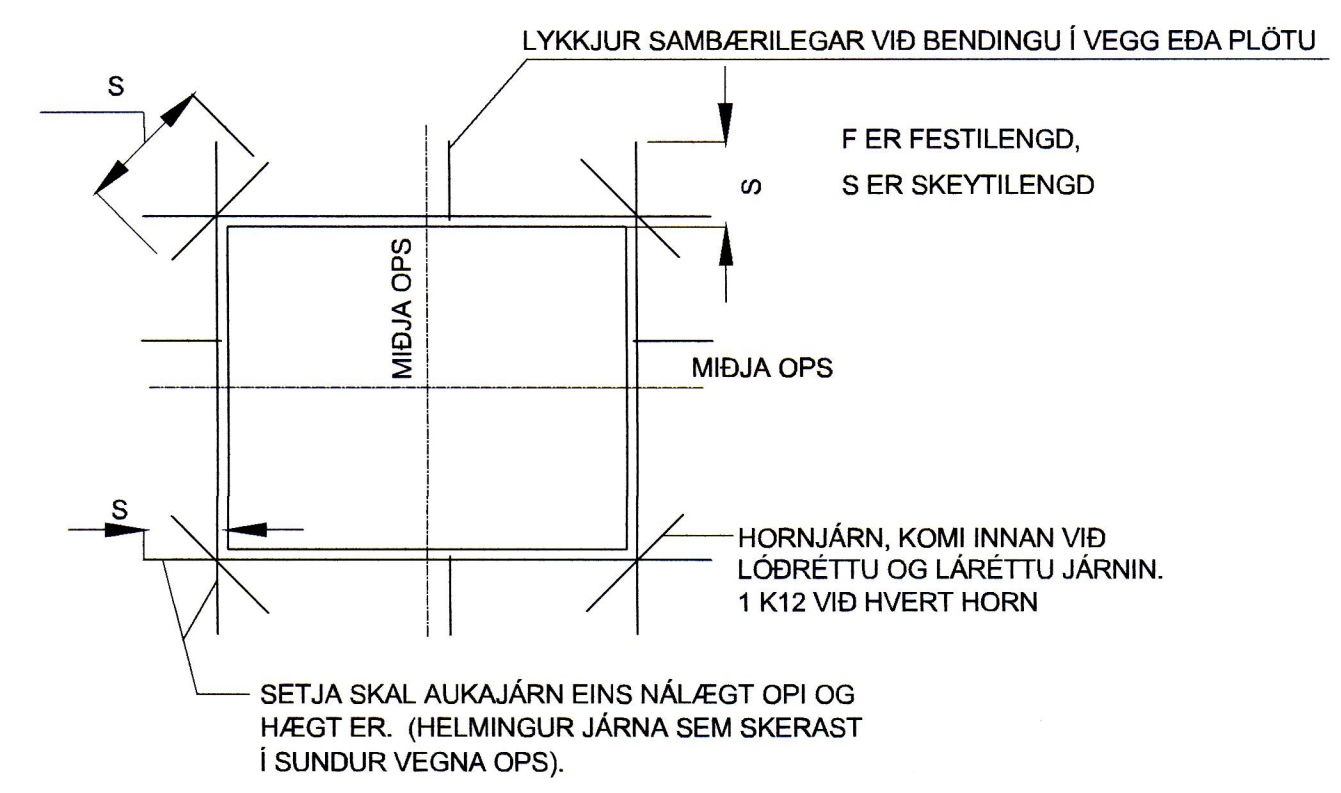 LYKKJUR SAMBÆRILEGAR VIÐ BENDINGU Í VEGG EÐA PLÖTU
S
F ER FESTILENGD,
S
S ER SKEYTILENGD
MIÐJA OPS
MIÐJA OPS
S
HORNJÁRN, KOMI INNAN VIÐ
LÓÐRÉTTU OG LÁRÉTTU JÁRNIN.
1 K12 VIÐ HVERT HORN
SETJA SKAL AUKAJÁRN EINS NÁLÆGT OPI OG
HÆGT ER. (HELMINGUR JÁRNA SEM SKERAST
Í SUNDUR VEGNA OPS).